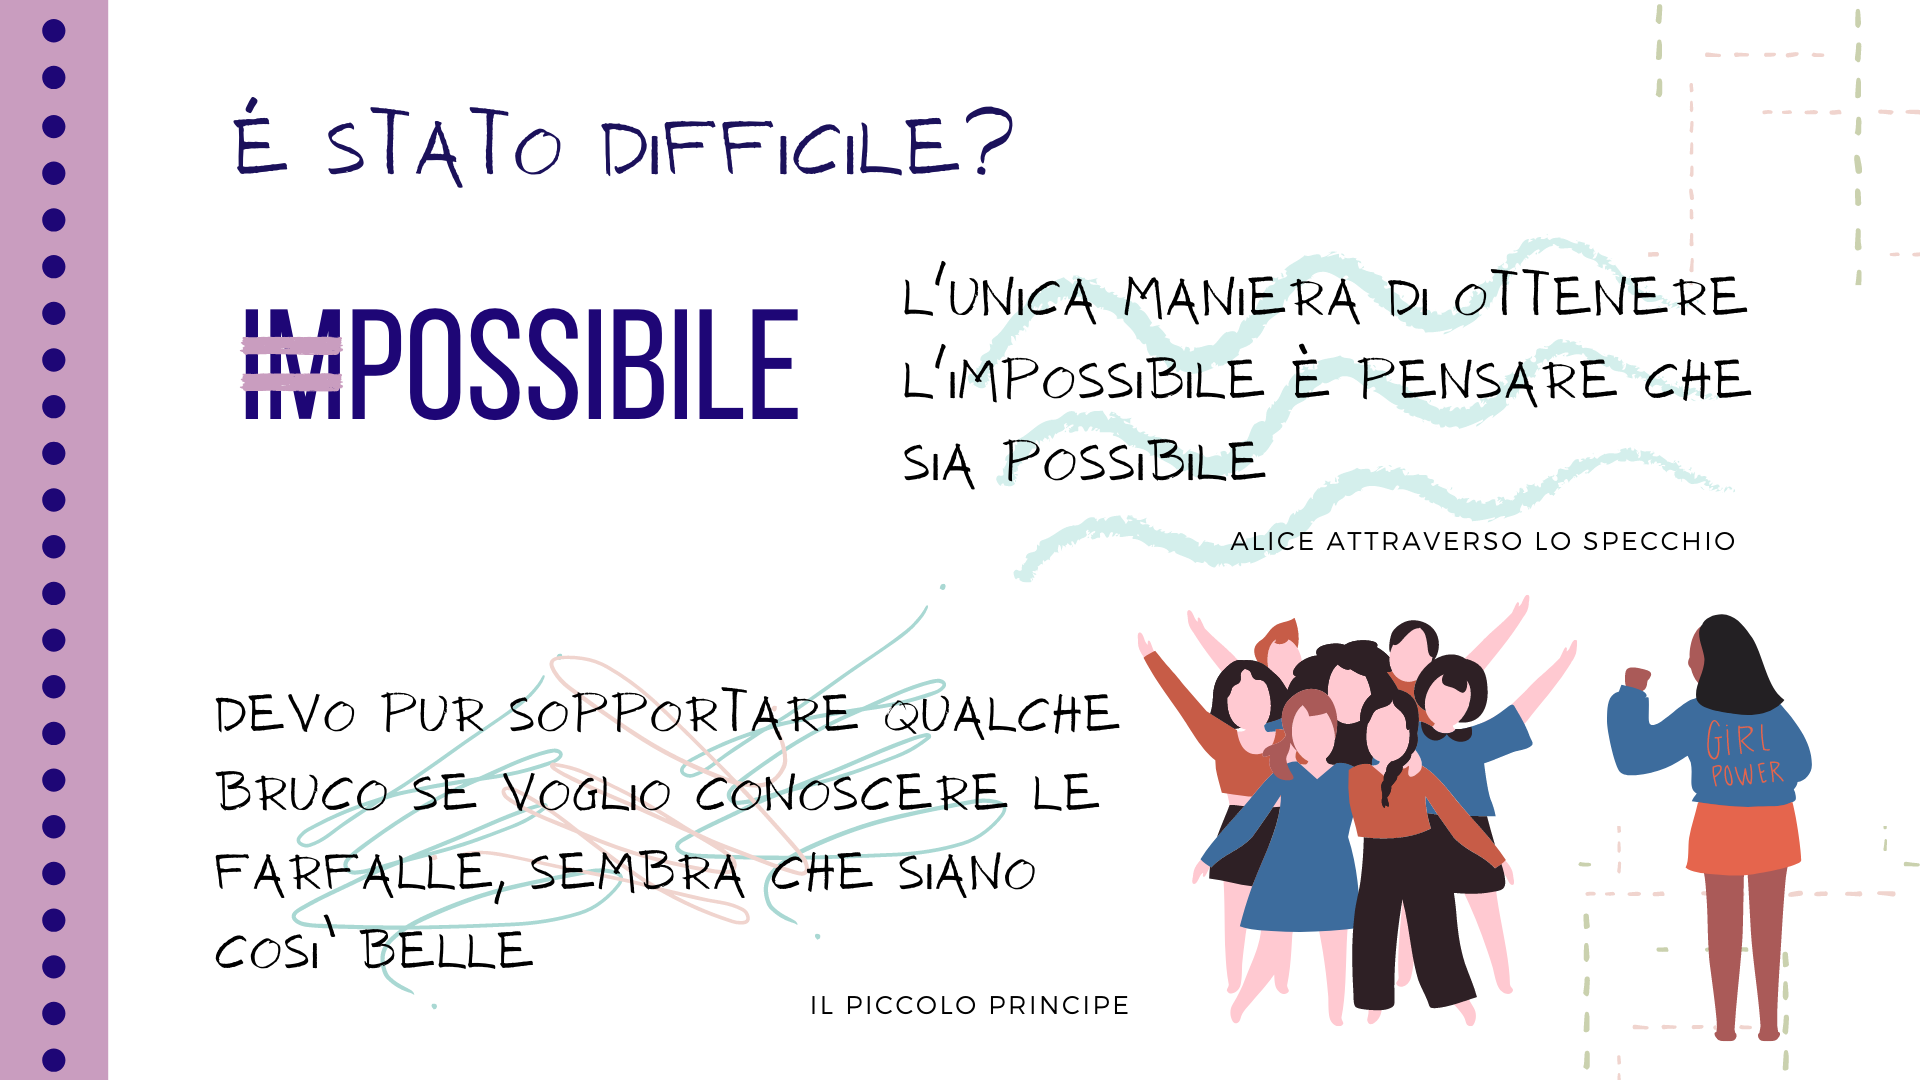 É STATO DIFFICILE?
IMPOSSIBILE
L'UNICA MANIERA DI OTTENERE
L'IMPOSSIBILE È PENSARE CHE
SIA POSSIBILE
ALICE ATTRAVERSO LO SPECCHIO
DEVO PUR SOPPORTARE QUALCHE
BRUCO SE VOGLIO CONOSCERE LE
FARFALLE, SEMBRA CHE SIANO
COSI' BELLE
IL PICCOLO PRINCIPE
GIRL
POWER